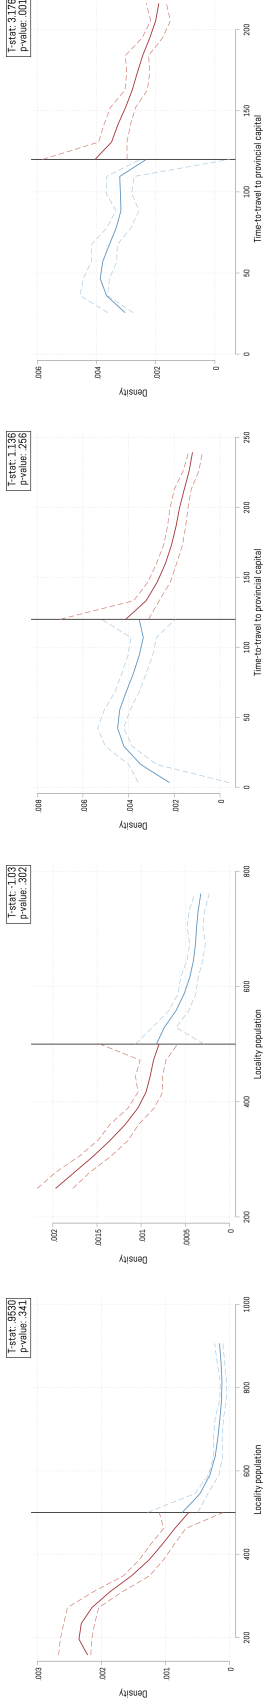 T-stat: .9530
p-value: .341
Density
.003
.002
.001
0
200
400
600
800
1000
Locality population
T-stat: -1.03
p-value: .302
Density
.002
.0015
.001
.0005
0
200
400
600
800
Locality population
T-stat: 1.136
p-value: .256
Density
.008
.006
.004
.002
0
0
50
100
150
200
250
Time-to-travel to provincial capital
T-stat: 3.176
p-value: .001
Density
.006
.004
.002
0
0
50
100
150
200
Time-to-travel to provincial capital